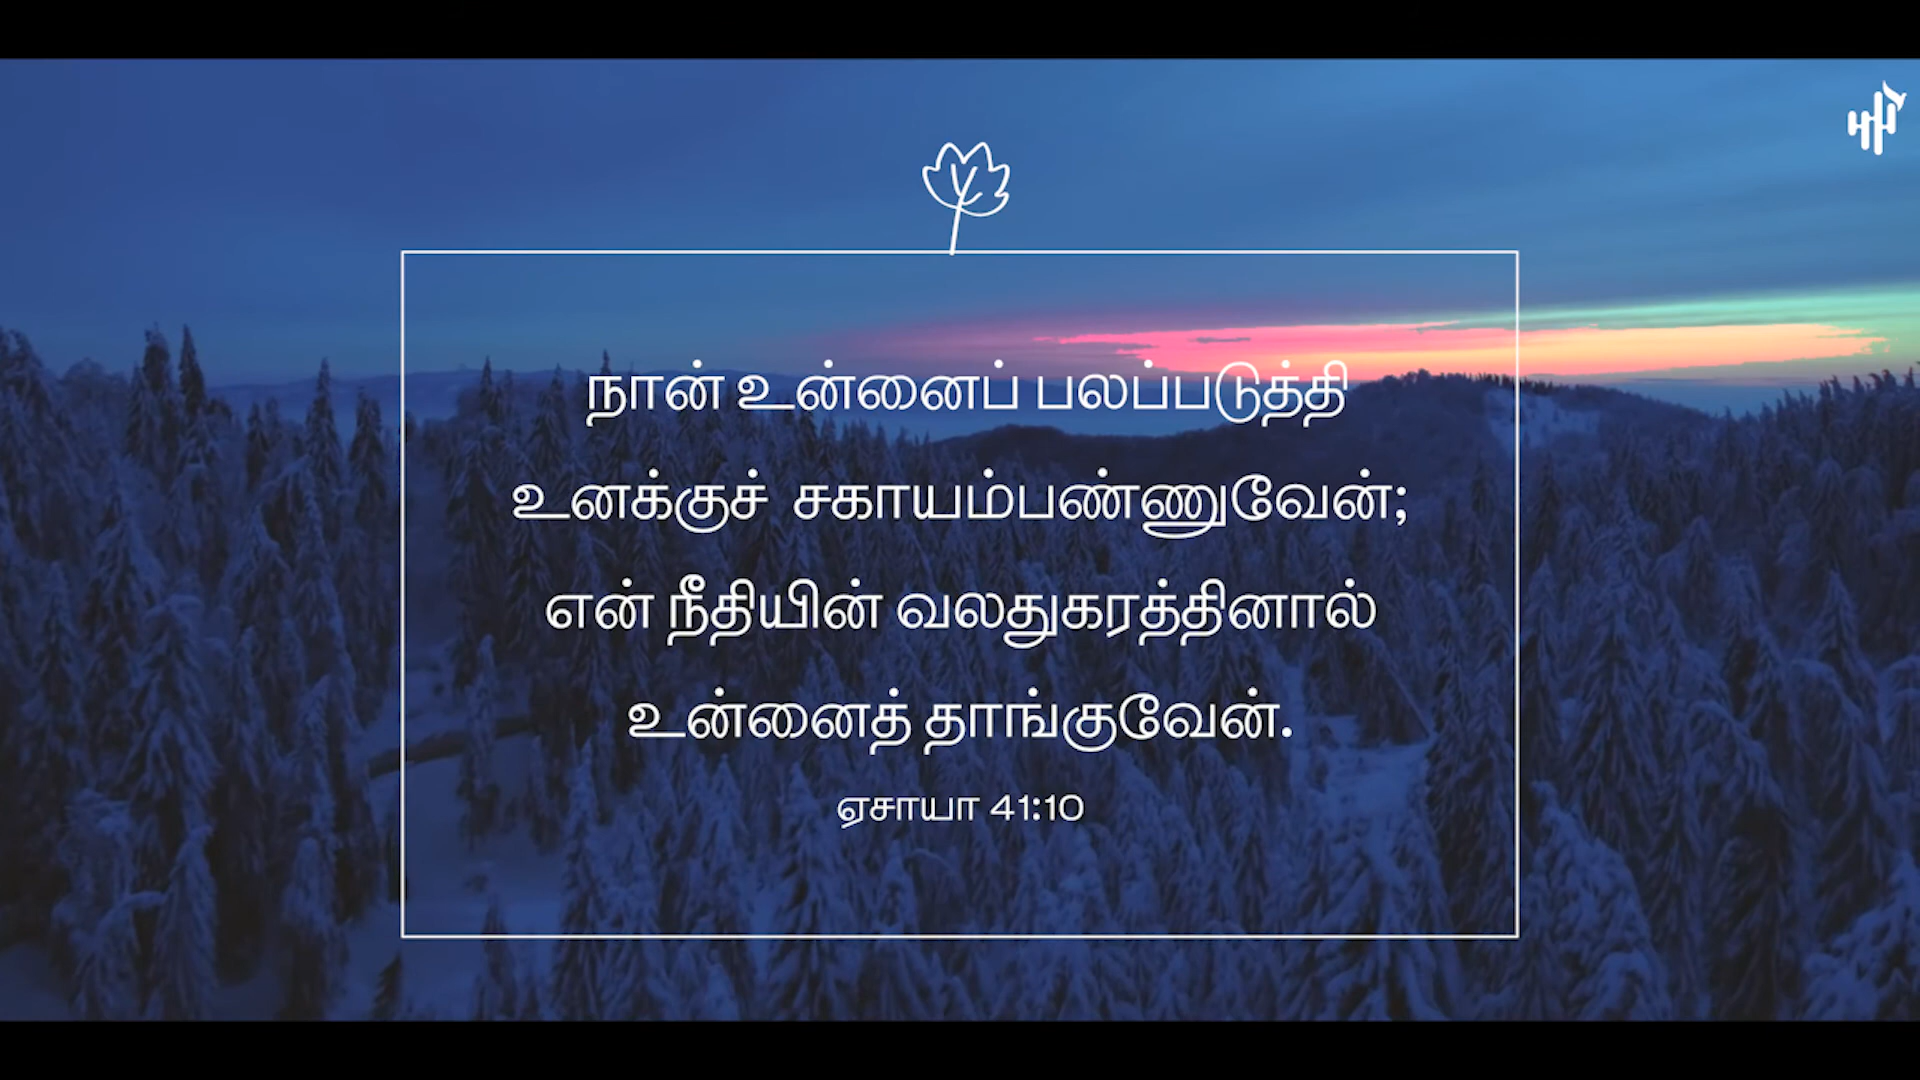 நான் உன்னைப் பலப்படுத்தி
உனக்குச் சகாயம்பண்ணுவேன்;
என் நீதியின் வலதுகரத்தினால்
உன்னைத் தாங்குவேன்.
ஏசாயா 41:10